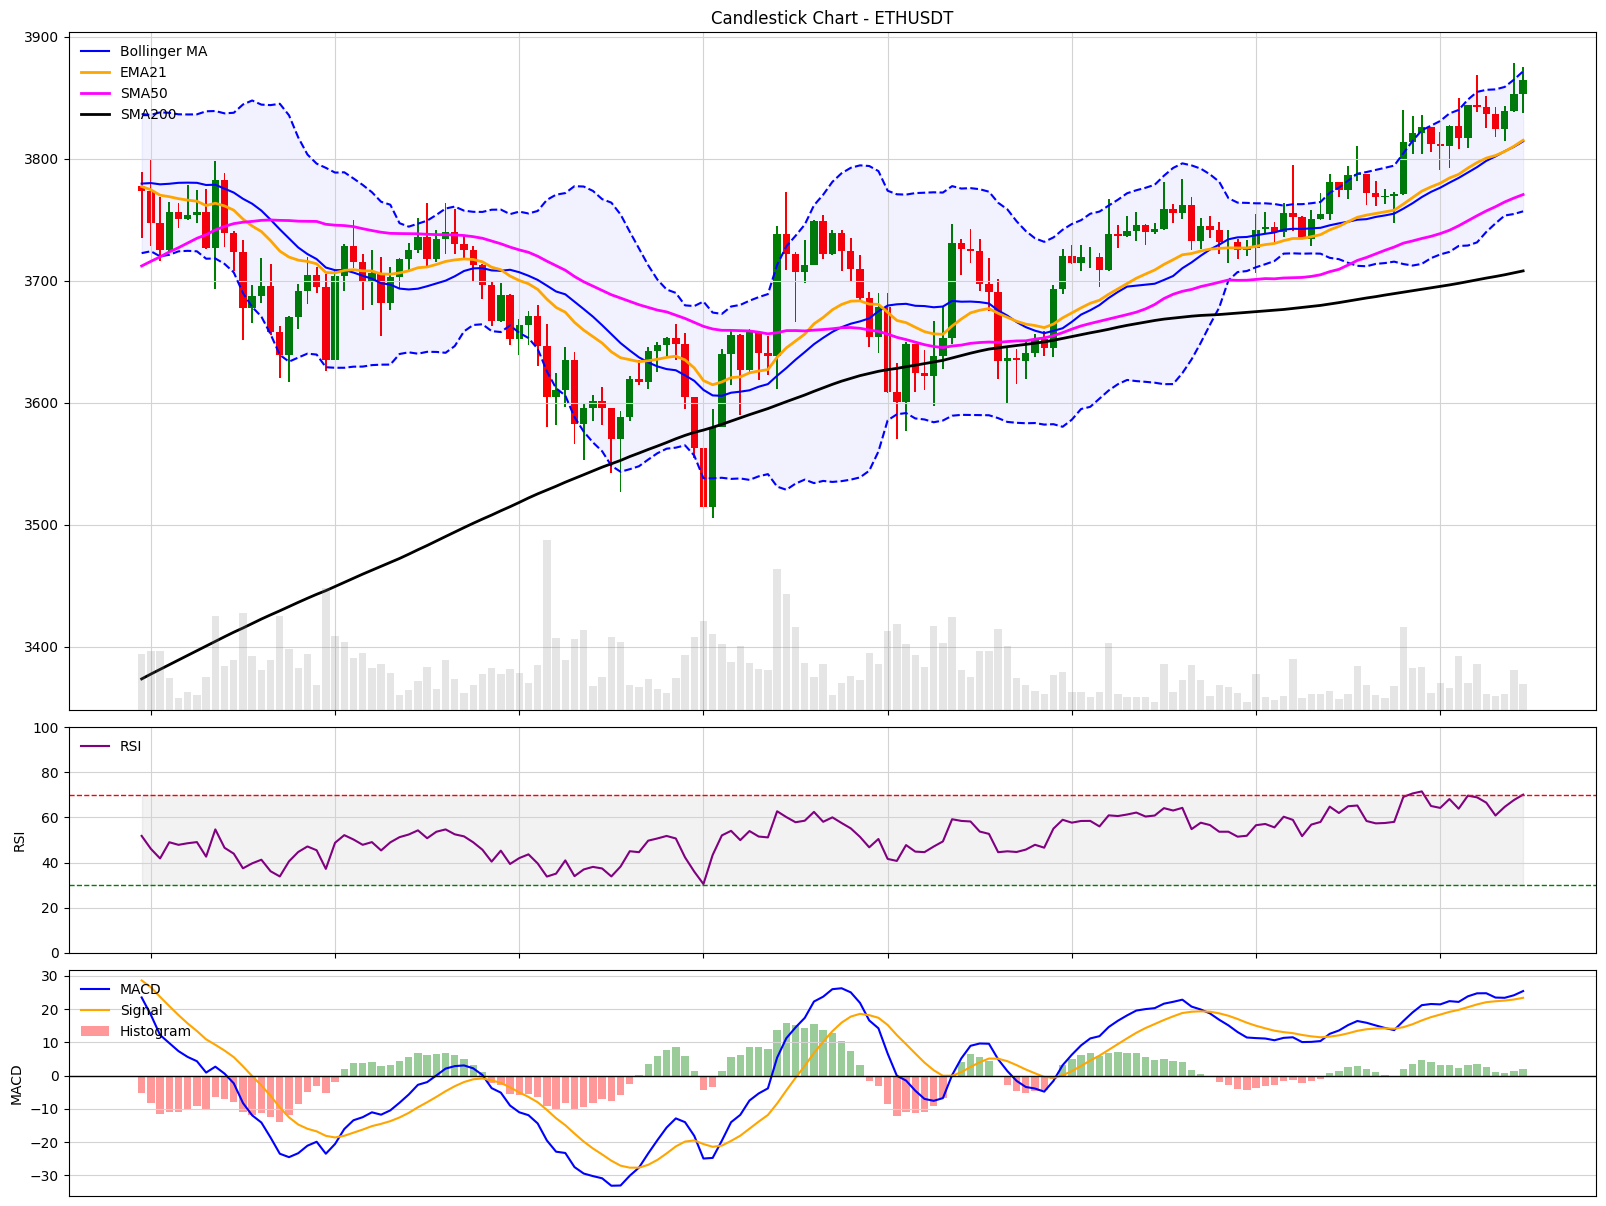 Candlestick Chart - ETHUSDT
3900
3800
3700
3600
3500
3400
Bollinger MA
EMA21
SMA50
SMA200
100
80
60
40
20
0
RSI
RSI
30
20
10
0
−10
−20
−30
MACD
MACD
Signal
Histogram